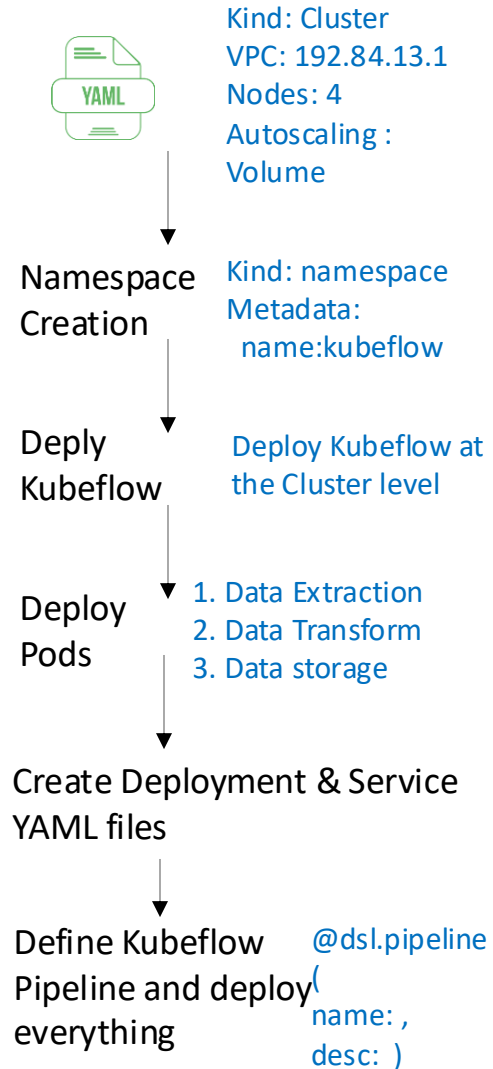 Kind: Cluster
VPC: 192.84.13.1
Nodes: 4
Autoscaling :
Volume
YAML
Namespace
Creation
Kind: namespace
Metadata:
name:kubeflow
Deply
Kubeflow
Deploy Kubeflow at
the Cluster level
Deploy
Pods
1. Data Extraction
2. Data Transform
3. Data storage
Create Deployment & Service
YAML files
Define Kubeflow
Pipeline and deploy
everything
@dsl.pipeline
(
name: ,
desc: )